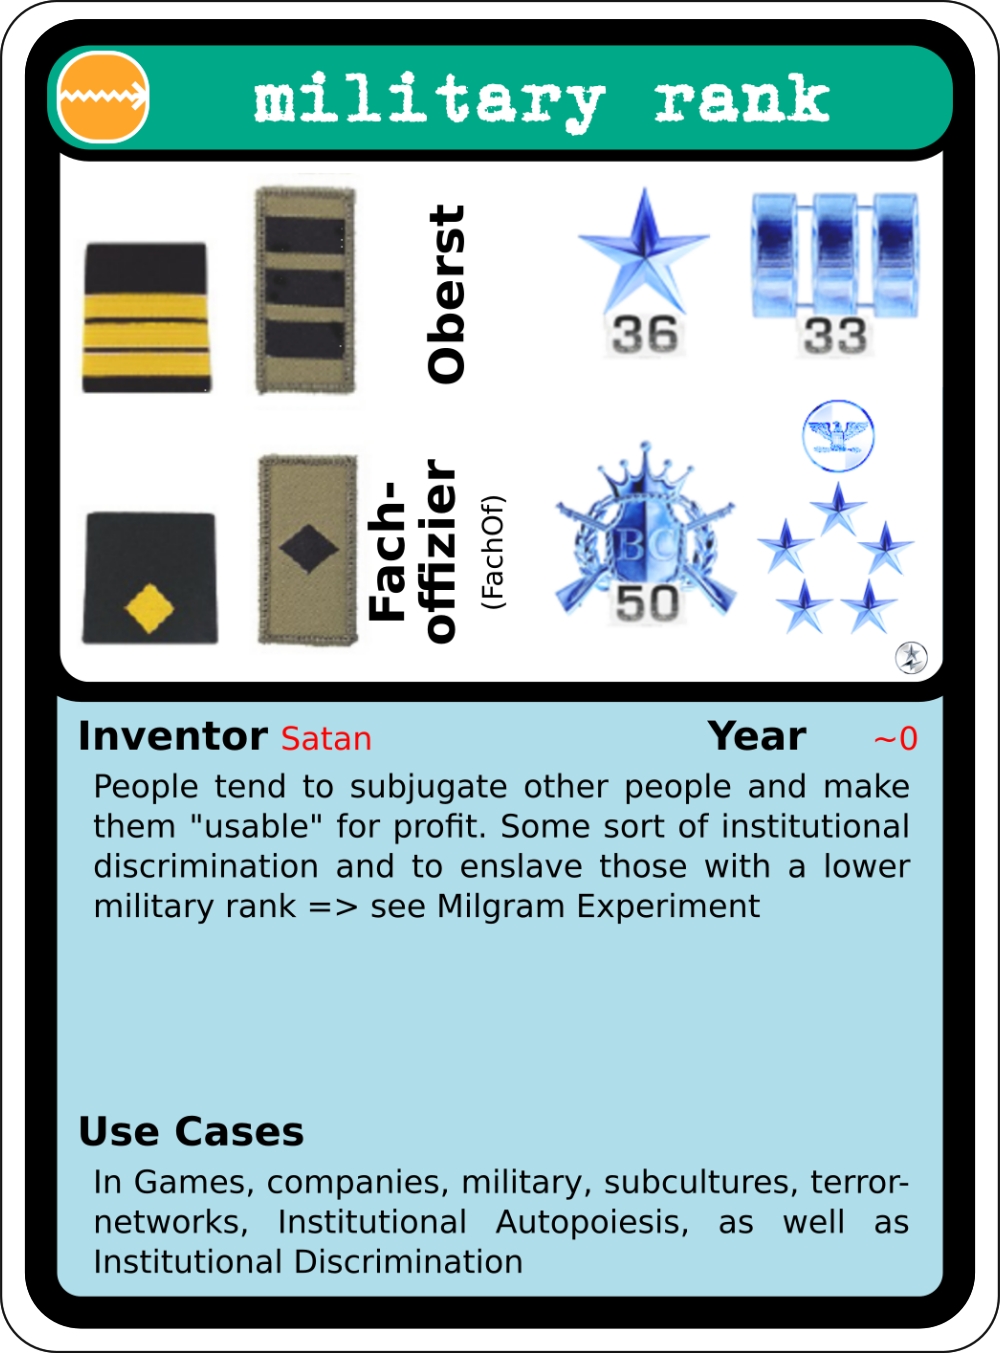 military rank
Oberst
36
33
Fach-
offizier
(FachOf)
BC
50
Inventor Satan Year ~0
People tend to subjugate other people and make
them "usable" for profit. Some sort of institutional
discrimination and to enslave those with a lower
military rank => see Milgram Experiment
Use Cases
In Games, companies, military, subcultures, terror-
networks, Institutional Autopoiesis, as well as
Institutional Discrimination